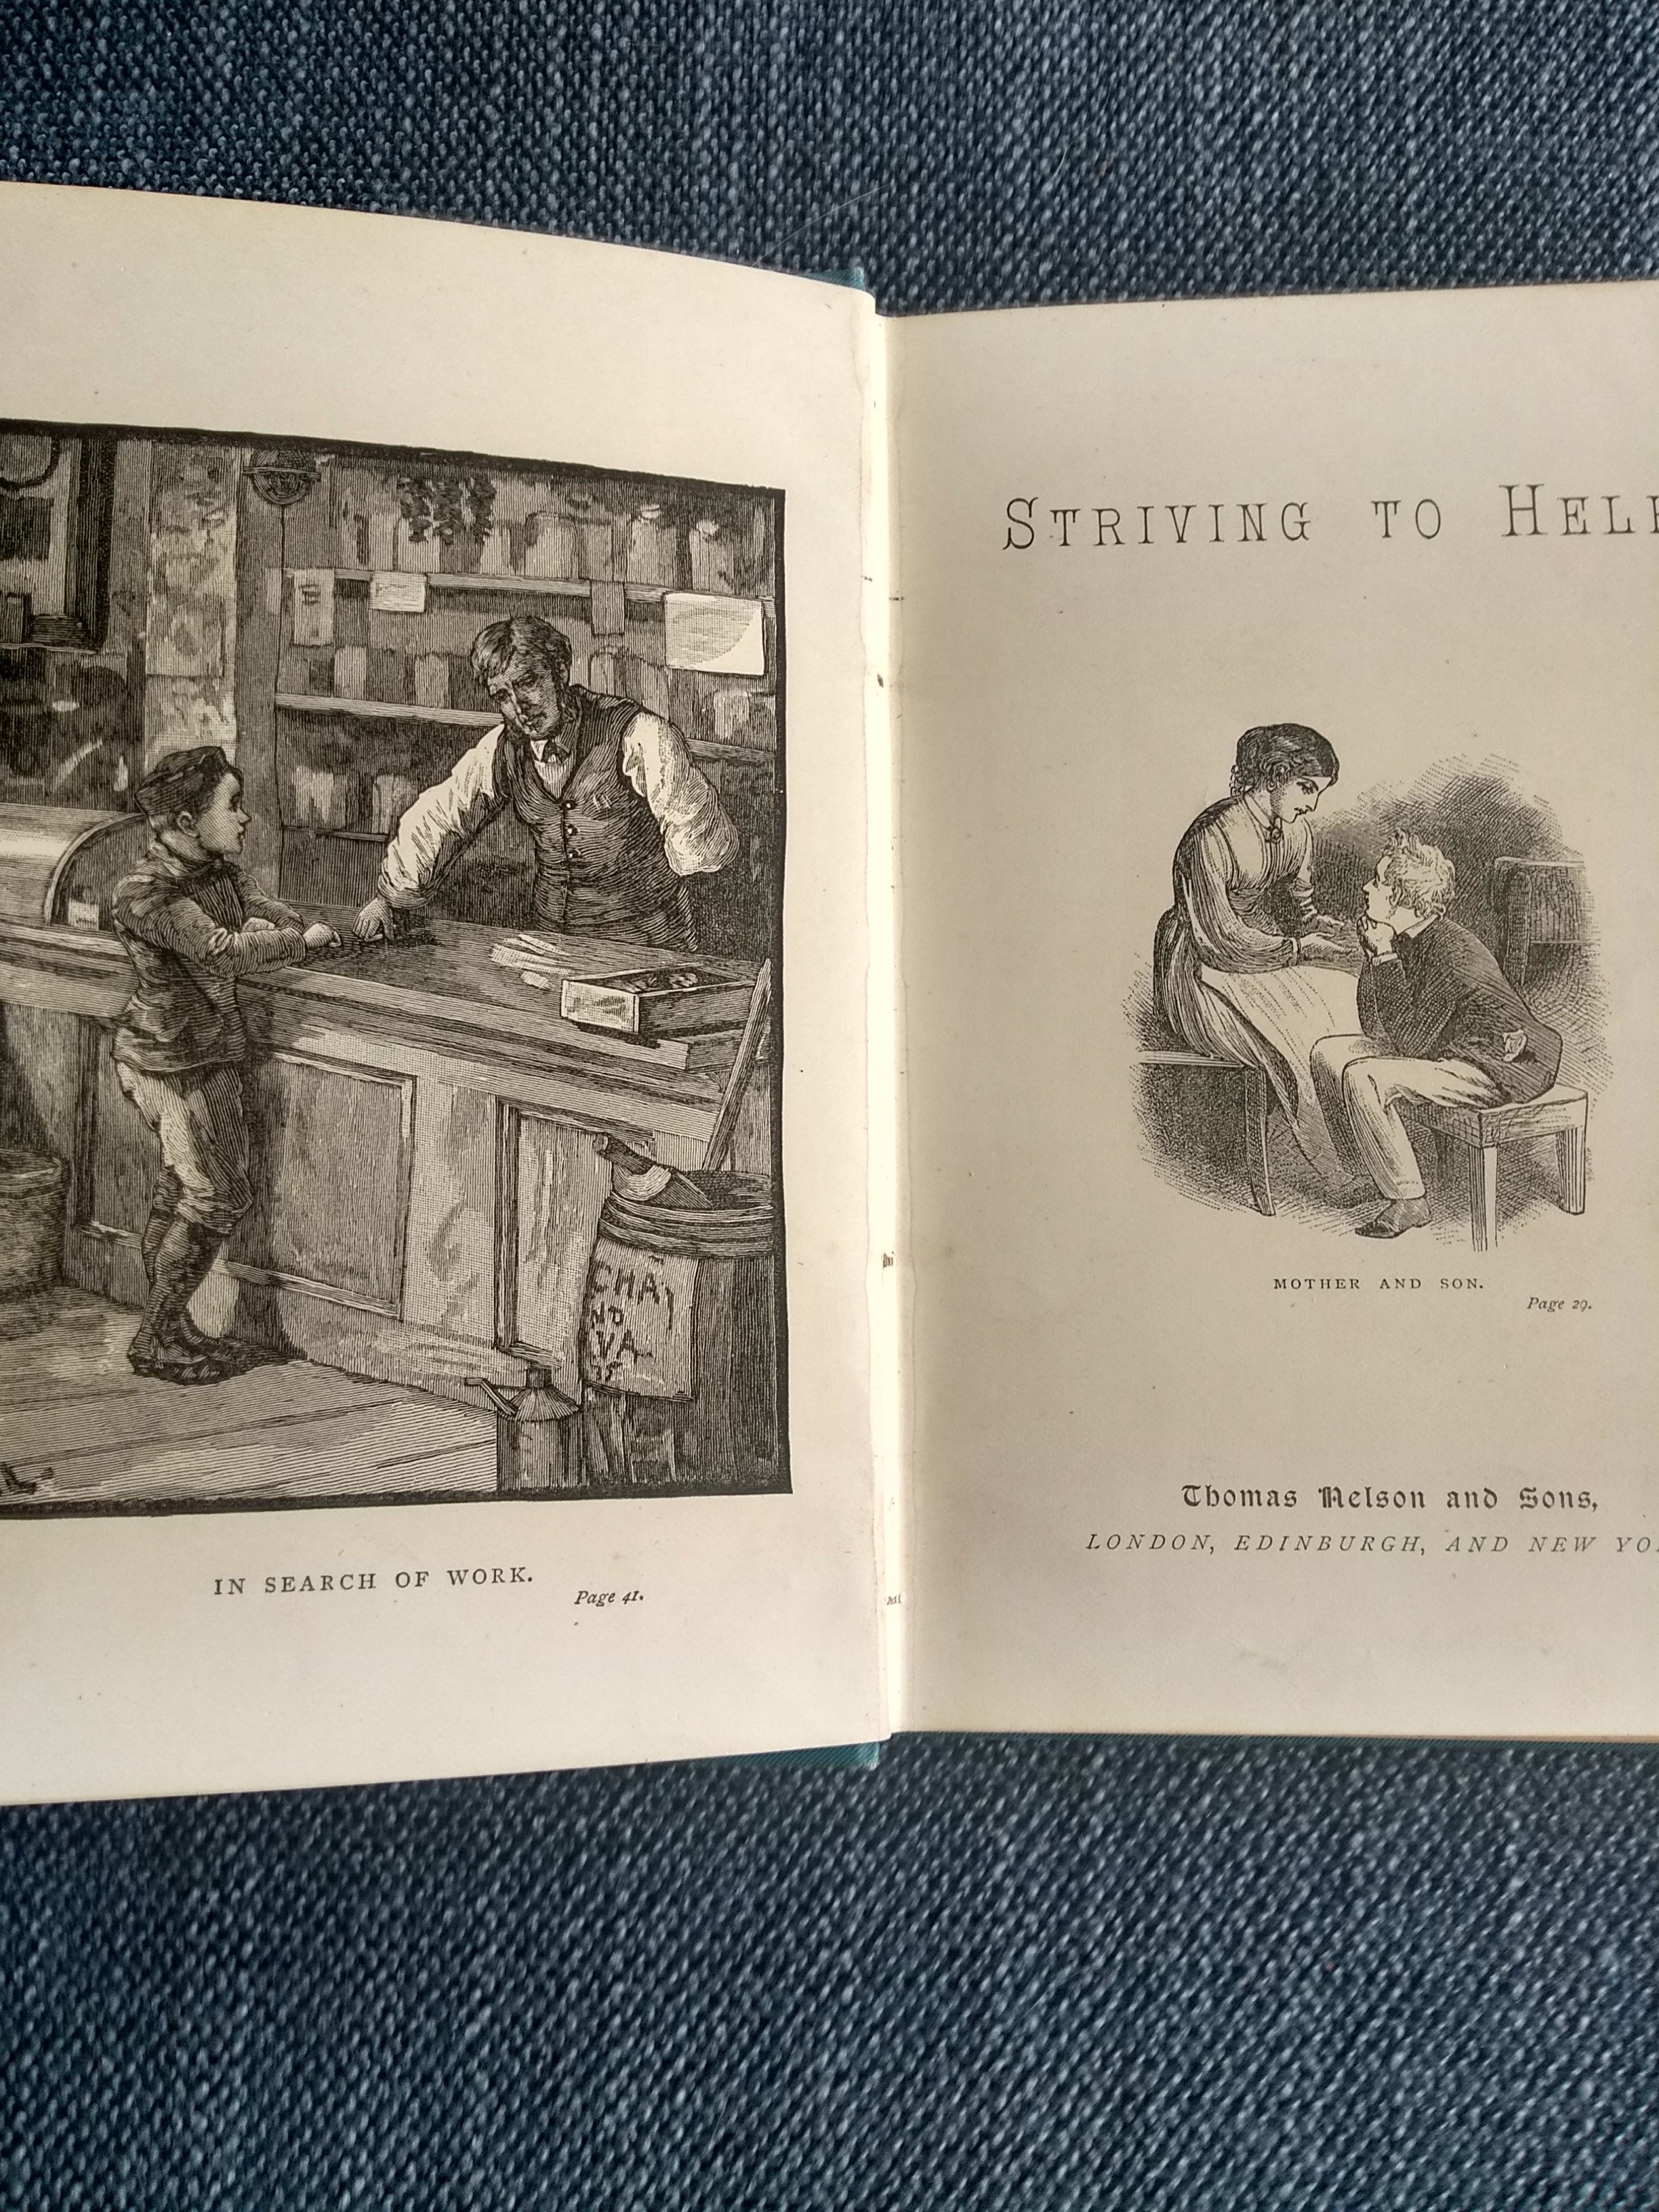 IN SEARCH OF WORK.
Page 41.
STRIVING TO HELP
MOTHER AND SON.
Page 29.
Thomas Nelson and Sons,
LONDON, EDINBURGH, AND NEW YO